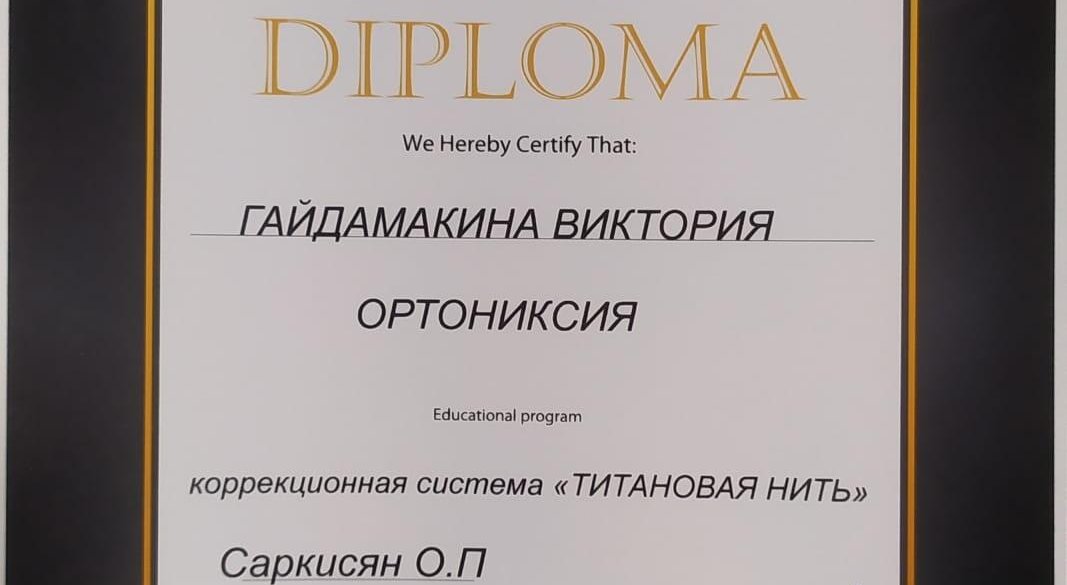 DIPLOMA
We Hereby Certify That:
ГАЙДАМАКИНА ВИКТОРИЯ
ОРТОНИКСИЯ
Educational program
коррекционная система «ТИТАНОВАЯ НИТЬ»
Саркисян О.П